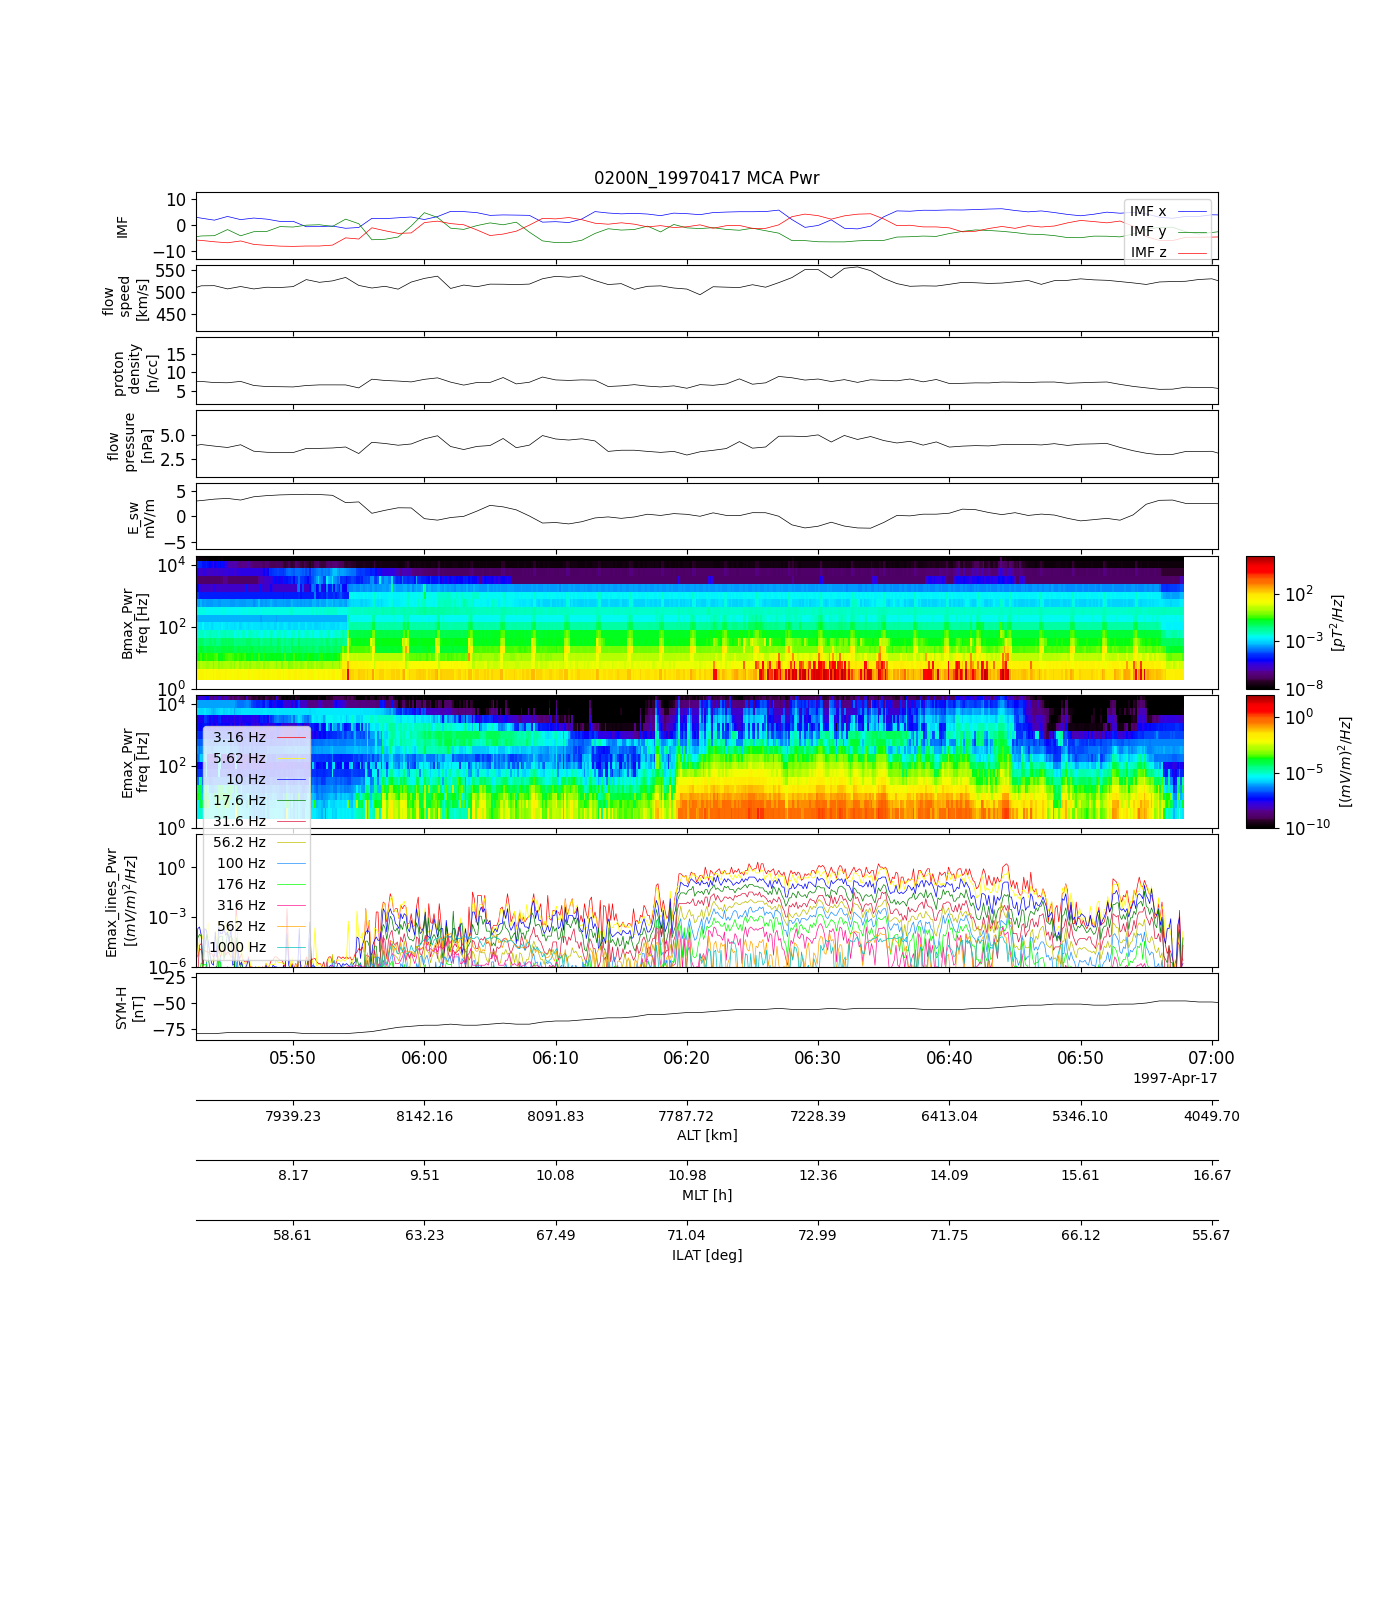 0200N_19970417 MCA Pwr
10
0
−10
IMF
IMF x
IMF y
IMF z
550
500
450
flow
speed
[km/s]
15
10
5
proton
density
[n/cc]
5.0
2.5
flow
pressure
[nPa]
5
0
−5
E_sw
mV/m
10^4
10^2
10^0
Bmax_Pwr
freq [Hz]
10^2
10^−3
10^−8
[pT^2/Hz]
10^4
10^2
10^0
Emax_Pwr
freq [Hz]
10^0
10^−5
10^−10
[(mV/m)^2/Hz]
3.16 Hz
5.62 Hz
10 Hz
17.6 Hz
31.6 Hz
56.2 Hz
100 Hz
176 Hz
316 Hz
562 Hz
1000 Hz
10^0
10^−3
10^−6
Emax_lines_Pwr
[(mV/m)^2/Hz]
−25
−50
−75
SYM-H
[nT]
05:50 06:00 06:10 06:20 06:30 06:40 06:50 07:00
1997-Apr-17
7939.23 8142.16 8091.83 7787.72 7228.39 6413.04 5346.10 4049.70
ALT [km]
8.17 9.51 10.08 10.98 12.36 14.09 15.61 16.67
MLT [h]
58.61 63.23 67.49 71.04 72.99 71.75 66.12 55.67
ILAT [deg]